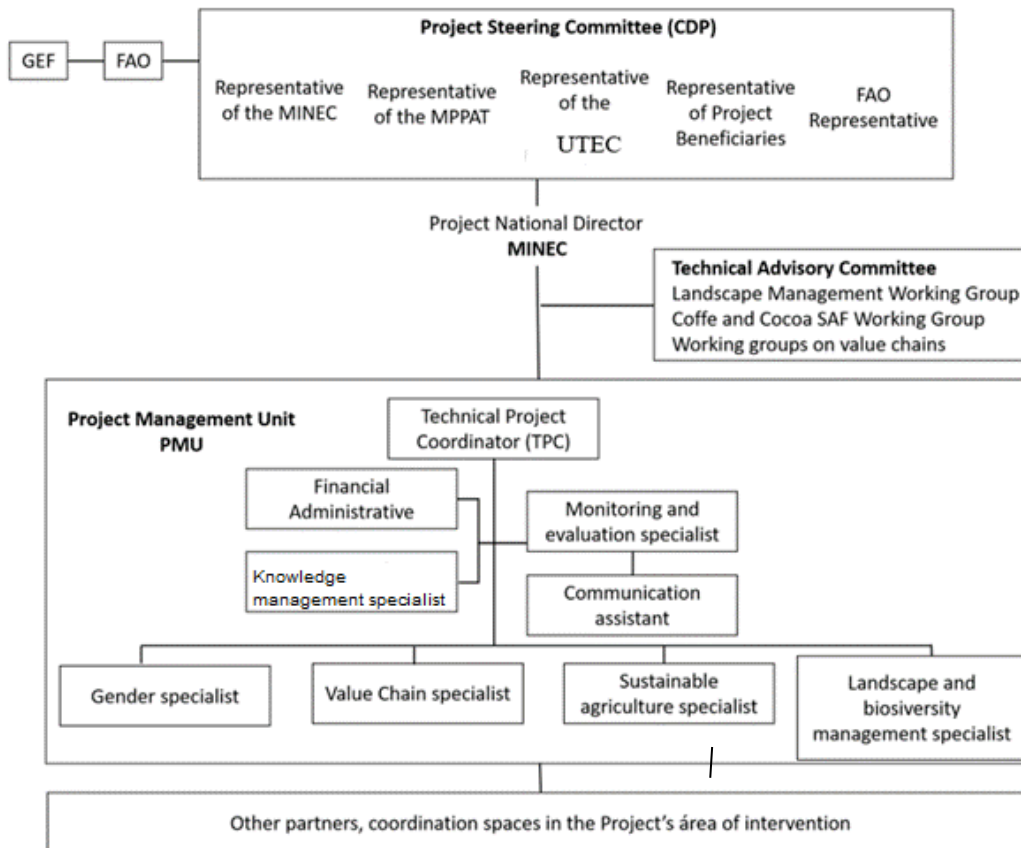 Project Steering Committee (CDP)
GEF
FAO
Representative
of the MINEC
Representative
of the MPPAT
Representative
of the
UTEC
Representative
of Project
Beneficiaries
FAO
Representative
Project National Director
MINEC
Technical Advisory Committee
Landscape Management Working Group
Coffe and Cocoa SAF Working Group
Working groups on value chains
Project Management Unit
PMU
Technical Project
Coordinator (TPC)
Financial
Administrative
Monitoring and
evaluation specialist
Knowledge
management specialist
Communication
assistant
Gender specialist
Value Chain specialist
Sustainable
agriculture specialist
Landscape and
biosiversity
management specialist
Other partners, coordination spaces in the Project's área of intervention